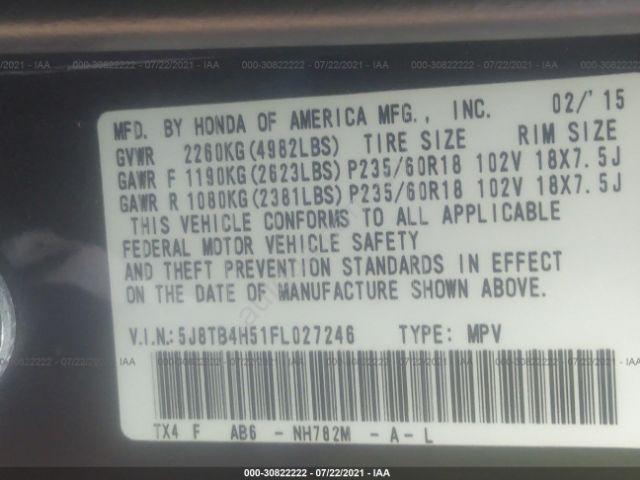 000-30822222 - 07/22/2021 - IAA
MFD. BY HONDA OF AMERICA MFG., INC. 02/'15
GVWR 2260KG(4982LBS) TIRE SIZE RIM SIZE
GAWR F 1190KG(2623LBS) P235/60R18 102V 18X7.5J
GAWR R 1080KG(2381LBS) P235/60R18 102V 18X7.5J
THIS VEHICLE CONFORMS TO ALL APPLICABLE
FEDERAL MOTOR VEHICLE SAFETY
AND THEFT PREVENTION STANDARDS IN EFFECT
ON THE DATE OF MANUFACTURE SHOWN ABOVE.
V.I.N.:5J8TB4H51FL027246 TYPE: MPV
TX4 F AB6 - NH782M - A - L
000-30822222 - 07/22/2021 - IAA